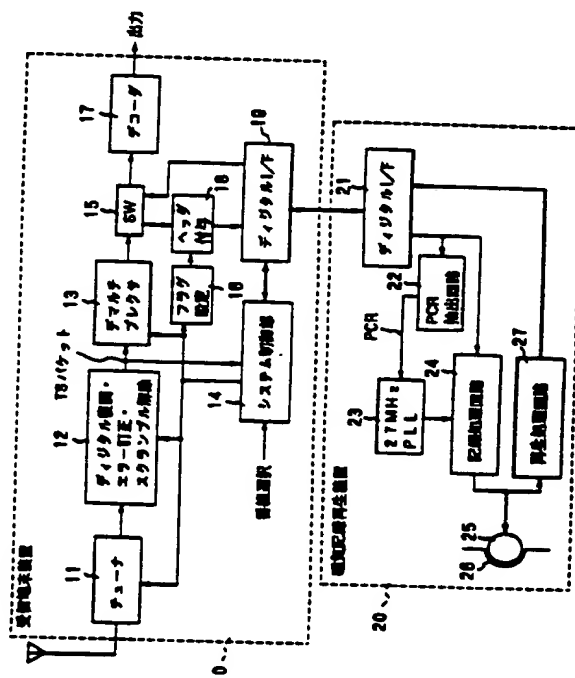 受信端末装置
11
チューナ
12
ディジタル復調・
エラー訂正・
スクランブル解除
TSパケット
13
デマルチ
プレクサ
15
SW
17
デコーダ
出力
16
フラグ
設定
18
ヘッダ
付与
14
システム制御部
19
ディジタルI/F
番組選択
0
磁気記録再生装置
20
21
ディジタルI/F
22
PCR
抽出回路
PCR
23
27MHz
PLL
24
記録処理回路
25
26
27
再生処理回路